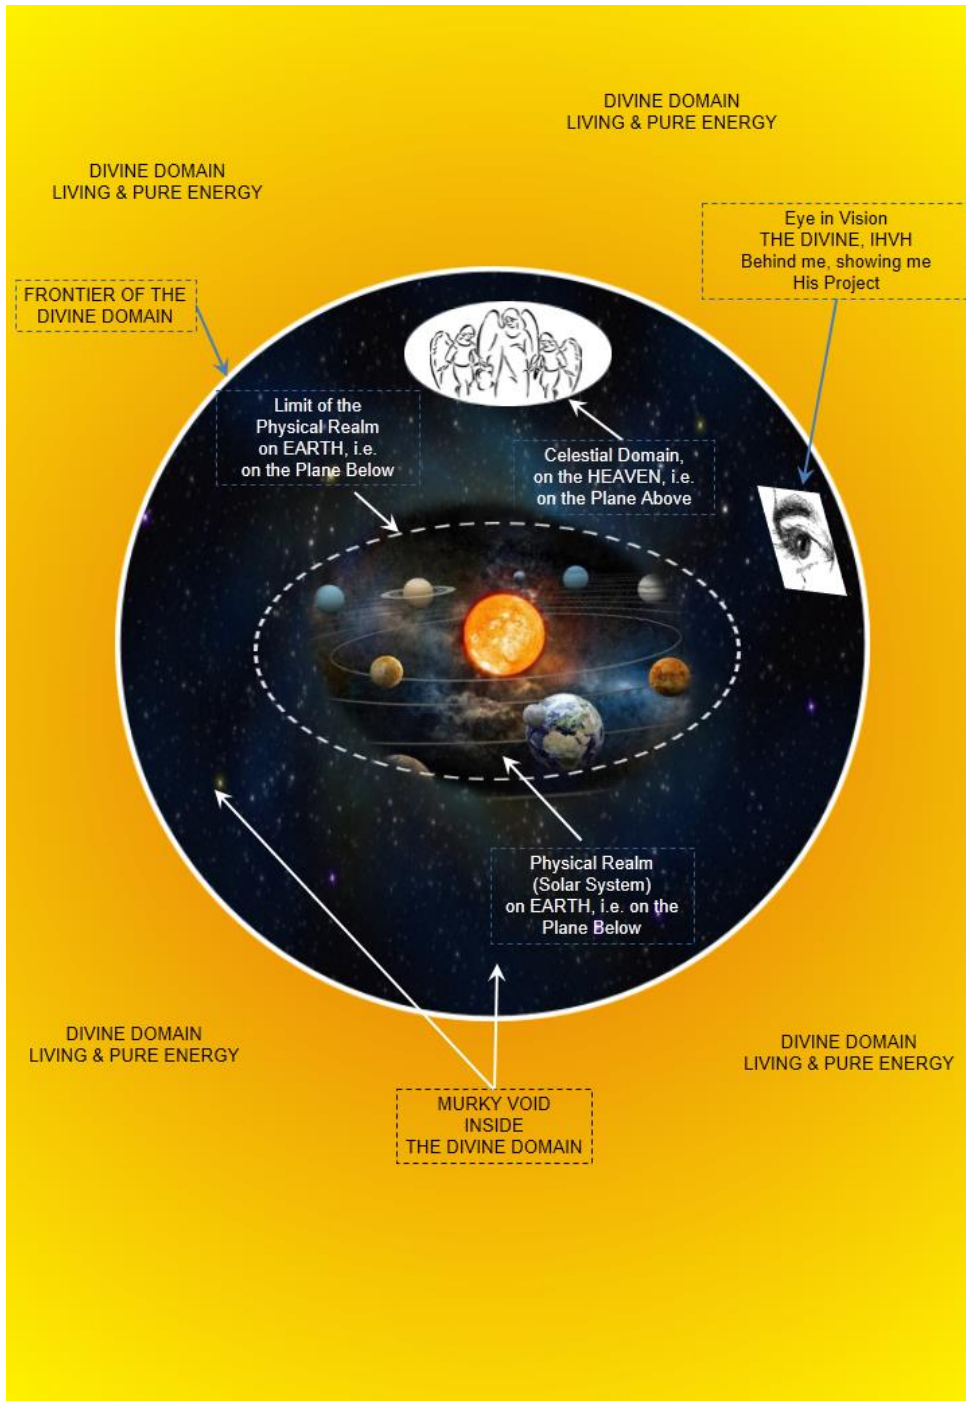 DIVINE DOMAIN
LIVING & PURE ENERGY
DIVINE DOMAIN
LIVING & PURE ENERGY
Eye in Vision
THE DIVINE, IHVH
Behind me, showing me
His Project
FRONTIER OF THE
DIVINE DOMAIN
Limit of the
Physical Realm
on EARTH, i.e.
on the Plane Below
Celestial Domain,
on the HEAVEN, i.e.
on the Plane Above
Physical Realm
(Solar System)
on EARTH, i.e. on the
Plane Below
DIVINE DOMAIN
LIVING & PURE ENERGY
DIVINE DOMAIN
LIVING & PURE ENERGY
MURKY VOID
INSIDE
THE DIVINE DOMAIN